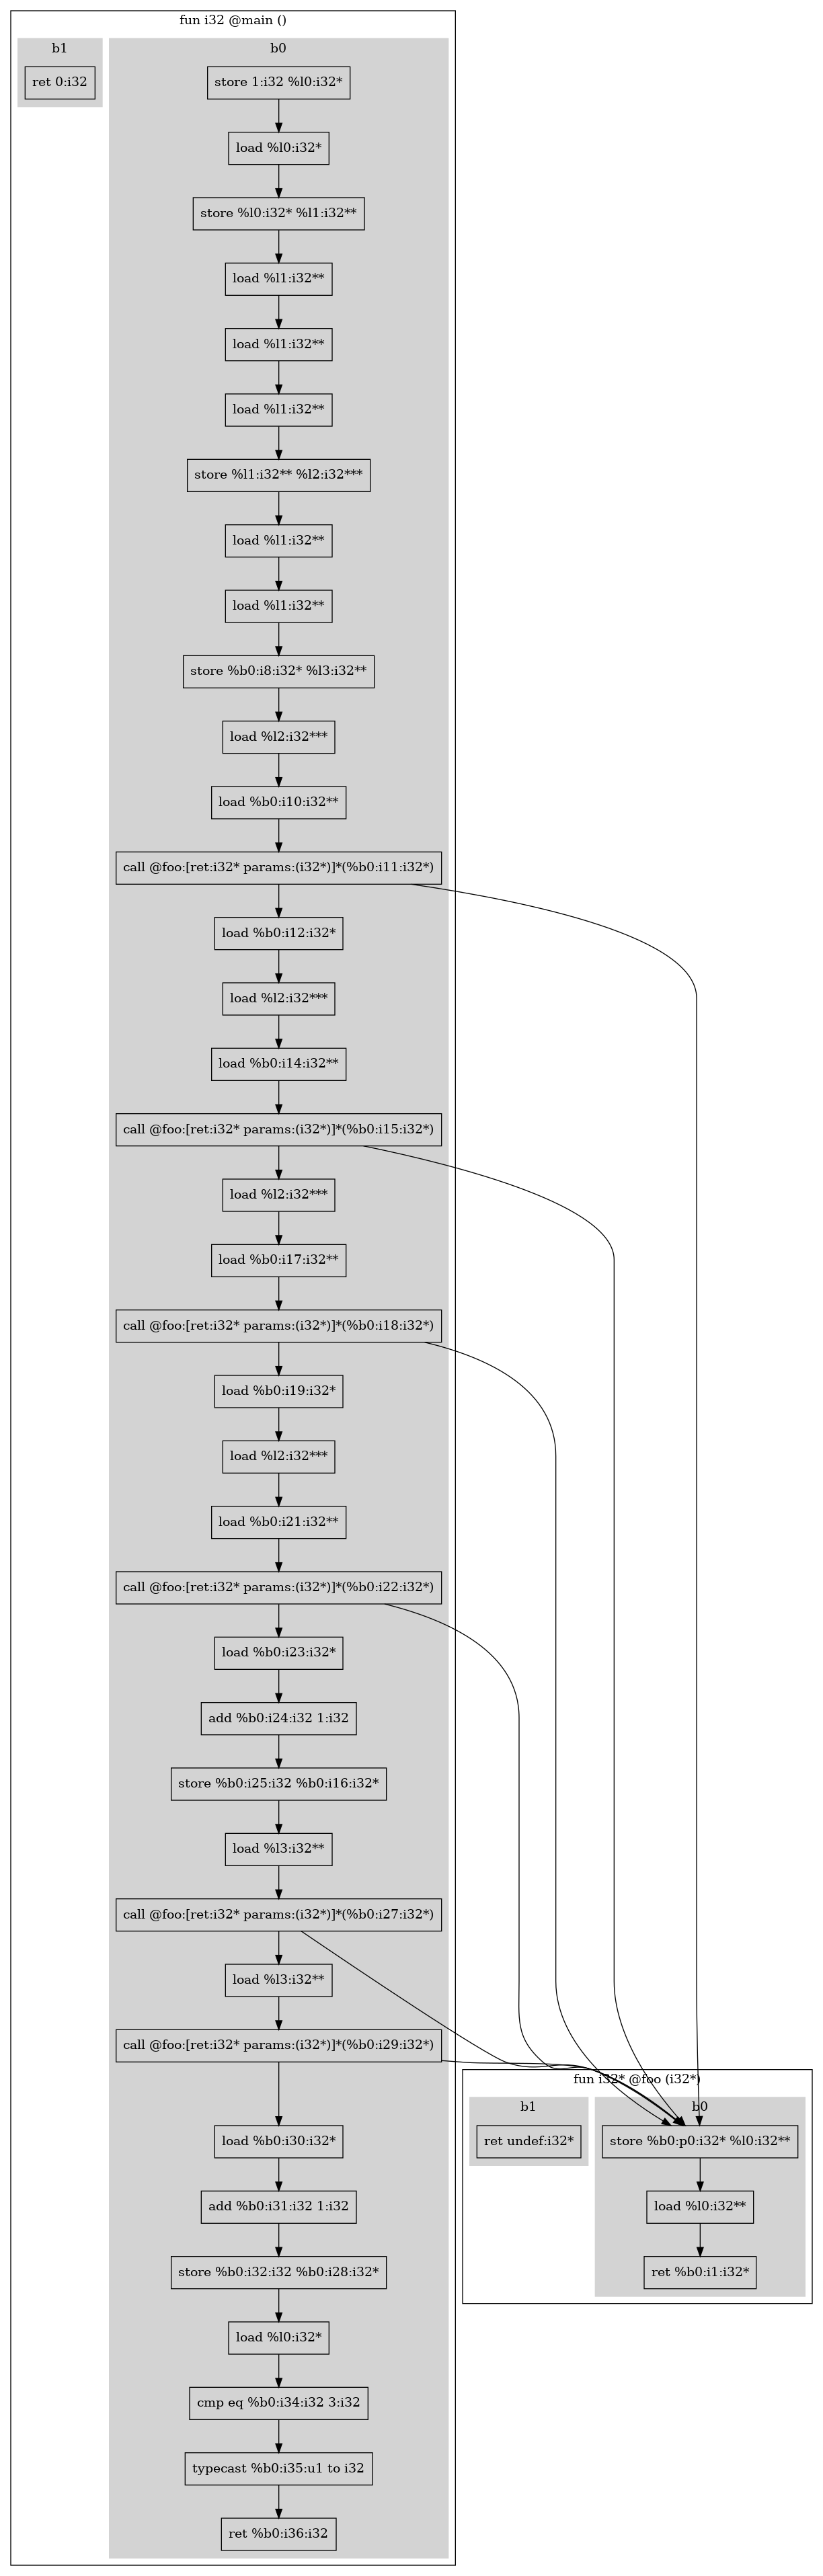 fun i32 @main ()
b1
ret 0:i32
b0
store 1:i32 %l0:i32*
load %l0:i32*
store %l0:i32* %l1:i32**
load %l1:i32**
load %l1:i32**
load %l1:i32**
store %l1:i32** %l2:i32***
load %l1:i32**
load %l1:i32**
store %b0:i8:i32* %l3:i32**
load %l2:i32***
load %b0:i10:i32**
call @foo:[ret:i32* params:(i32*)]*(%b0:i11:i32*)
load %b0:i12:i32*
load %l2:i32***
load %b0:i14:i32**
call @foo:[ret:i32* params:(i32*)]*(%b0:i15:i32*)
load %l2:i32***
load %b0:i17:i32**
call @foo:[ret:i32* params:(i32*)]*(%b0:i18:i32*)
load %b0:i19:i32*
load %l2:i32***
load %b0:i21:i32**
call @foo:[ret:i32* params:(i32*)]*(%b0:i22:i32*)
load %b0:i23:i32*
add %b0:i24:i32 1:i32
store %b0:i25:i32 %b0:i16:i32*
load %l3:i32**
call @foo:[ret:i32* params:(i32*)]*(%b0:i27:i32*)
load %l3:i32**
call @foo:[ret:i32* params:(i32*)]*(%b0:i29:i32*)
load %b0:i30:i32*
add %b0:i31:i32 1:i32
store %b0:i32:i32 %b0:i28:i32*
load %l0:i32*
cmp eq %b0:i34:i32 3:i32
typecast %b0:i35:u1 to i32
ret %b0:i36:i32
fun i32* @foo (i32*)
b1
ret undef:i32*
b0
store %b0:p0:i32* %l0:i32**
load %l0:i32**
ret %b0:i1:i32*